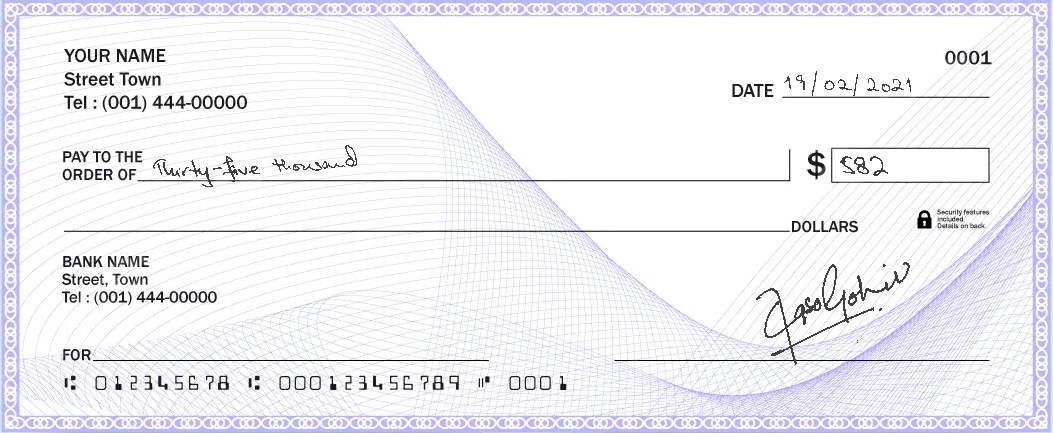 YOUR NAME
0001
Street Town
DATE 19/02/2021
Tel : (001) 444-00000
PAY TO THE
ORDER OF Thirty-five thousand $ 582
Security features
included.
Details on back.
DOLLARS
BANK NAME
Street, Town
Tel : (001) 444-00000
FOR
⑆ 012345678 ⑆ 000123456789 ⑈ 0001